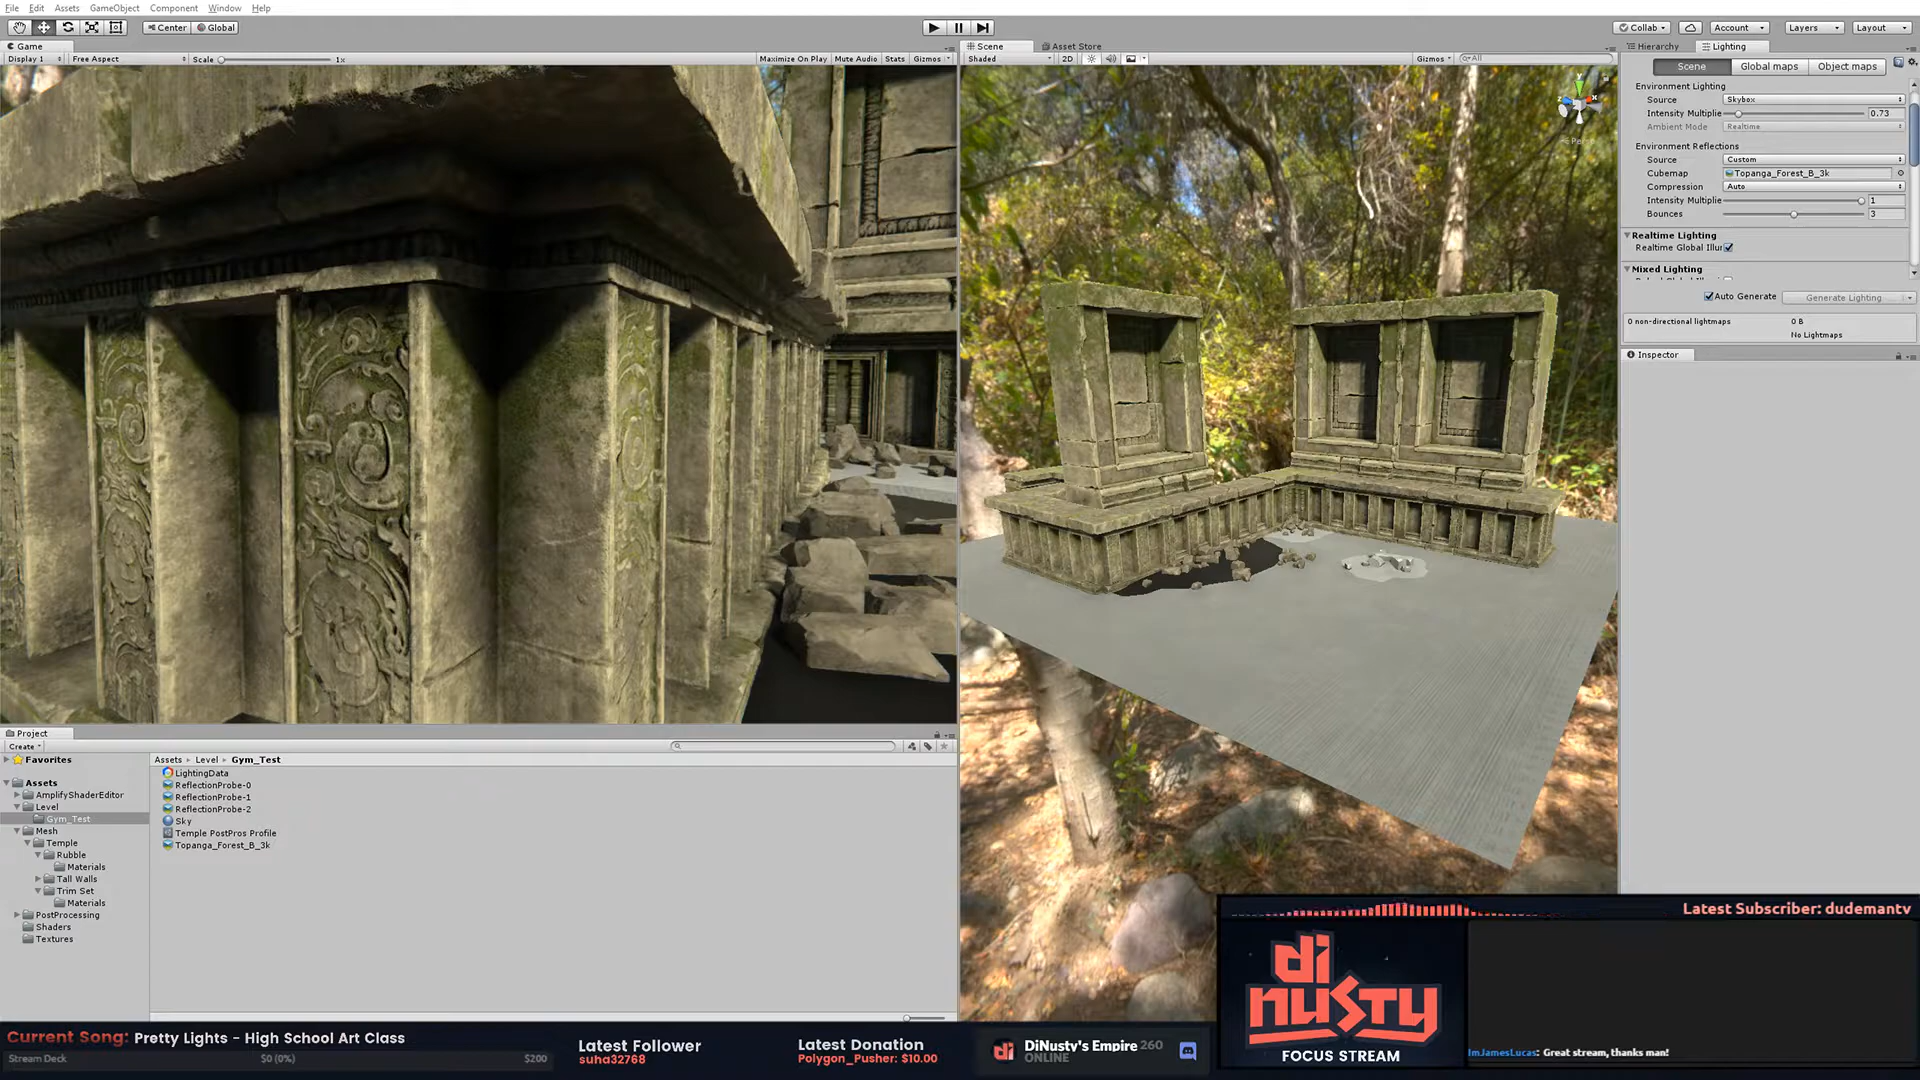 File Edit Assets GameObject Component Window Help
Center Global
Collab Account Layers Layout
Game
Display 1 Free Aspect Scale 1x Maximize On Play Mute Audio Stats Gizmos
Scene Asset Store
Shaded 2D Gizmos All
Hierarchy Lighting
Scene Global maps Object maps
Environment Lighting
Source Skybox
Intensity Multiplie 0.73
Ambient Mode Realtime
Environment Reflections
Source Custom
Cubemap Topanga_Forest_B_3k
Compression Auto
Intensity Multiplie 1
Bounces 3
Realtime Lighting
Realtime Global Illur
Mixed Lighting
Auto Generate Generate Lighting
0 non-directional lightmaps 0 B
No Lightmaps
Inspector
Project
Create
Favorites
Assets
AmplifyShaderEditor
Level
Gym_Test
Mesh
Temple
Rubble
Materials
Tall Walls
Trim Set
Materials
PostProcessing
Shaders
Textures
Assets Level Gym_Test
LightingData
ReflectionProbe-0
ReflectionProbe-1
ReflectionProbe-2
Sky
Temple PostPros Profile
Topanga_Forest_B_3k
Current Song: Pretty Lights - High School Art Class
Stream Deck $0 (0%) $200
Latest Follower
suha32768
Latest Donation
Polygon_Pusher: $10.00
di DiNusty's Empire 260
ONLINE
Latest Subscriber: dudemantv
di
nusty
FOCUS STREAM
ImJamesLucas: Great stream, thanks man!